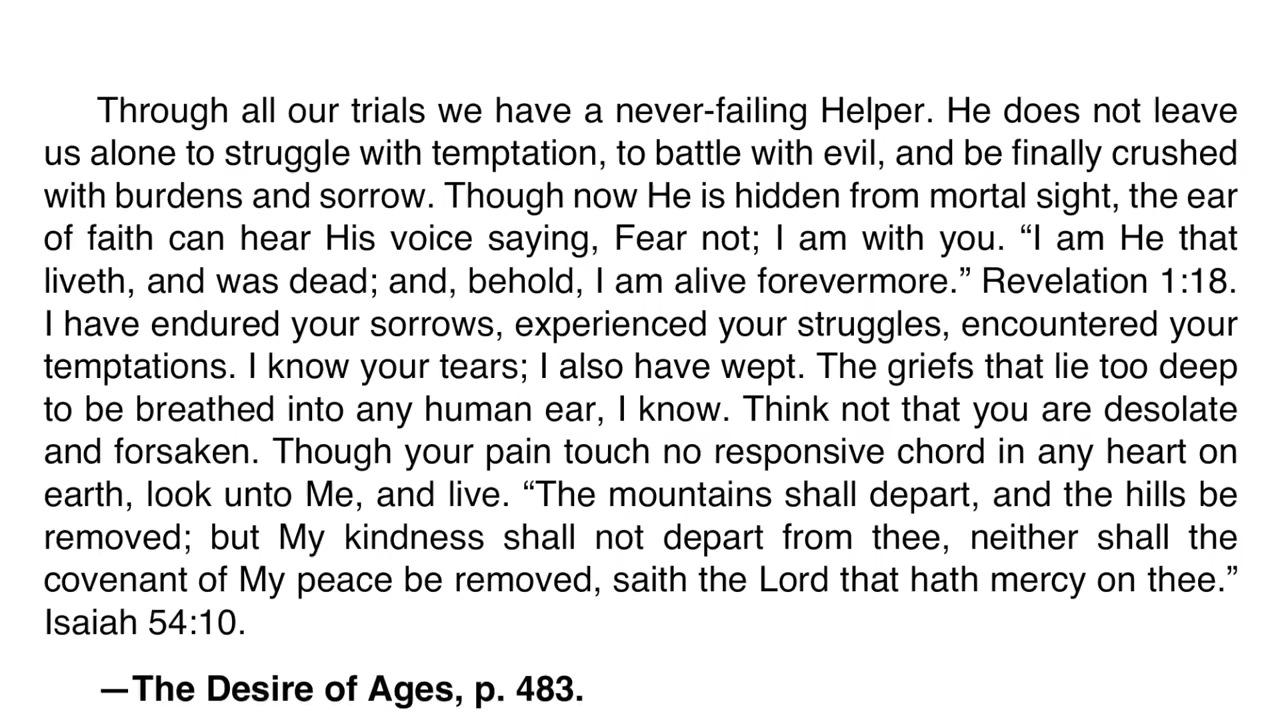 Through all our trials we have a never-failing Helper. He does not leave
us alone to struggle with temptation, to battle with evil, and be finally crushed
with burdens and sorrow. Though now He is hidden from mortal sight, the ear
of faith can hear His voice saying, Fear not; I am with you. “I am He that
liveth, and was dead; and, behold, I am alive forevermore.” Revelation 1:18.
I have endured your sorrows, experienced your struggles, encountered your
temptations. I know your tears; I also have wept. The griefs that lie too deep
to be breathed into any human ear, I know. Think not that you are desolate
and forsaken. Though your pain touch no responsive chord in any heart on
earth, look unto Me, and live. “The mountains shall depart, and the hills be
removed; but My kindness shall not depart from thee, neither shall the
covenant of My peace be removed, saith the Lord that hath mercy on thee.”
Isaiah 54:10.
—The Desire of Ages, p. 483.